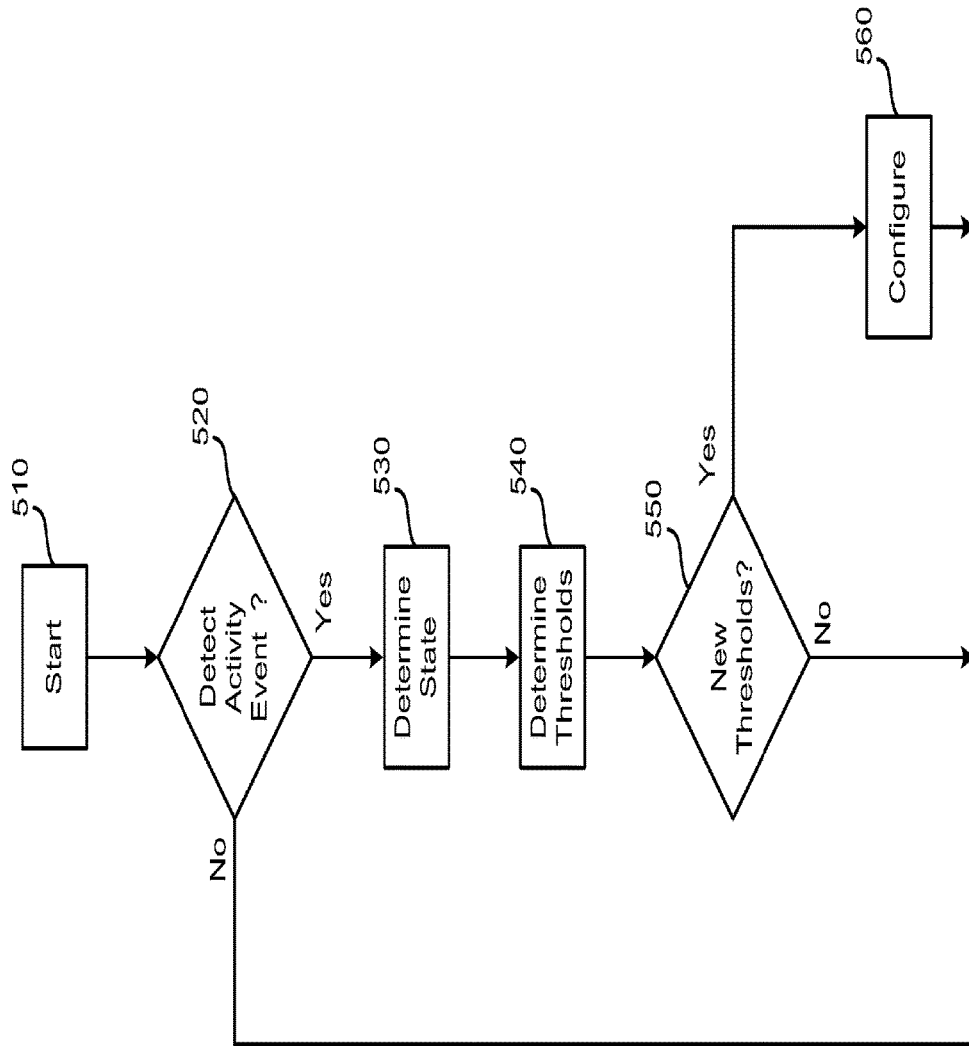 510
Start
520
Detect
Activity
Event ?
No
Yes
530
Determine
State
540
Determine
Thresholds
550
New
Thresholds?
Yes
No
560
Configure